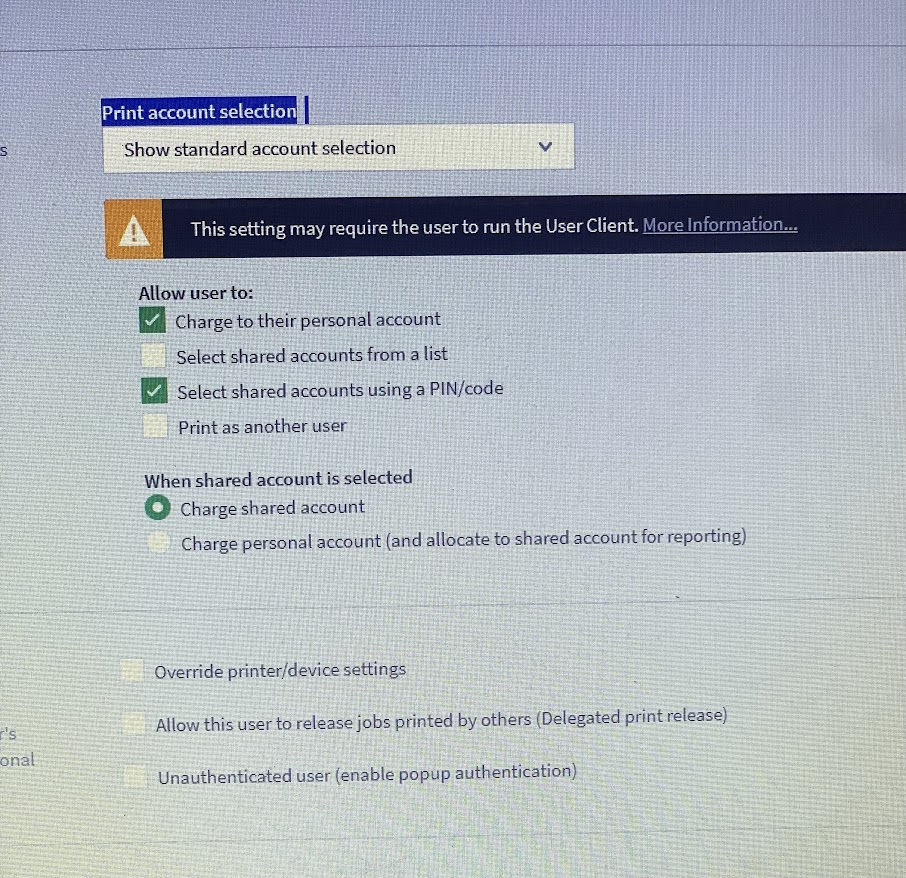 Print account selection
s
Show standard account selection
This setting may require the user to run the User Client. More Information...
Allow user to:
Charge to their personal account
Select shared accounts from a list
Select shared accounts using a PIN/code
Print as another user
When shared account is selected
Charge shared account
Charge personal account (and allocate to shared account for reporting)
Override printer/device settings
Allow this user to release jobs printed by others (Delegated print release)
r's
onal
Unauthenticated user (enable popup authentication)